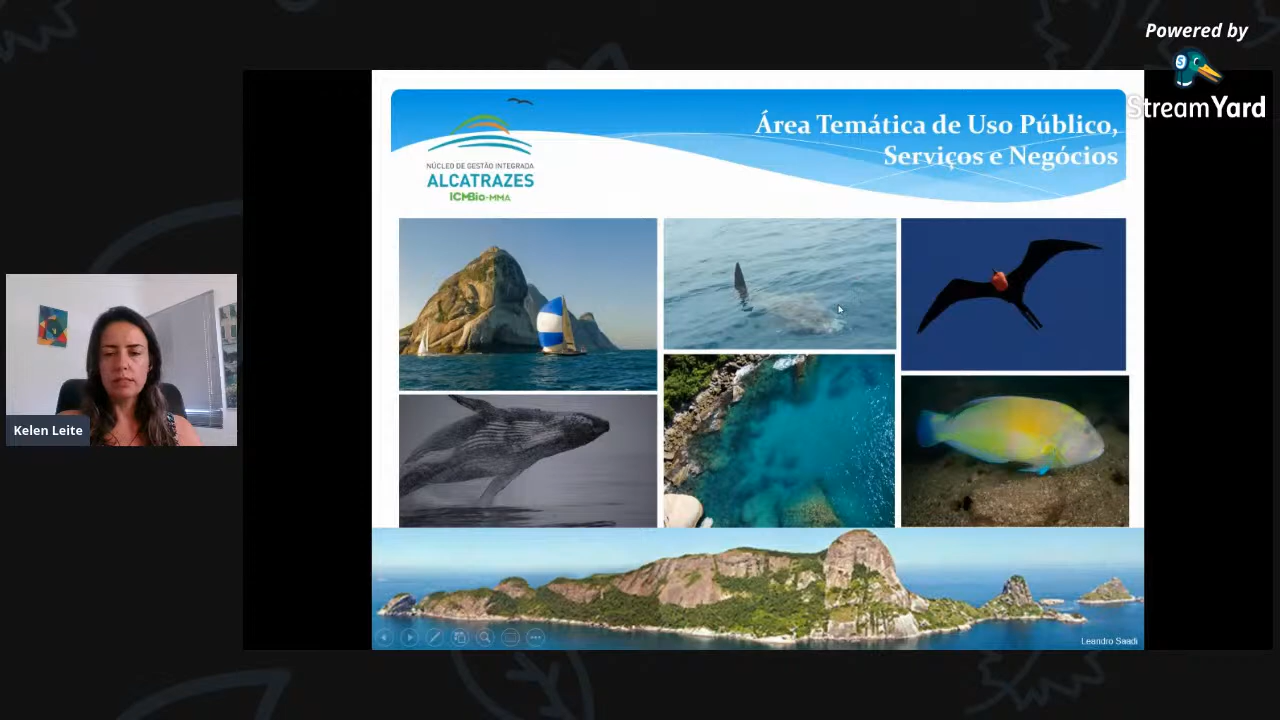 Powered by
StreamYard
Área Temática de Uso Público,
Serviços e Negócios
NÚCLEO DE GESTÃO INTEGRADA
ALCATRAZES
ICMBio-MMA
Kelen Leite
Leandro Saadi